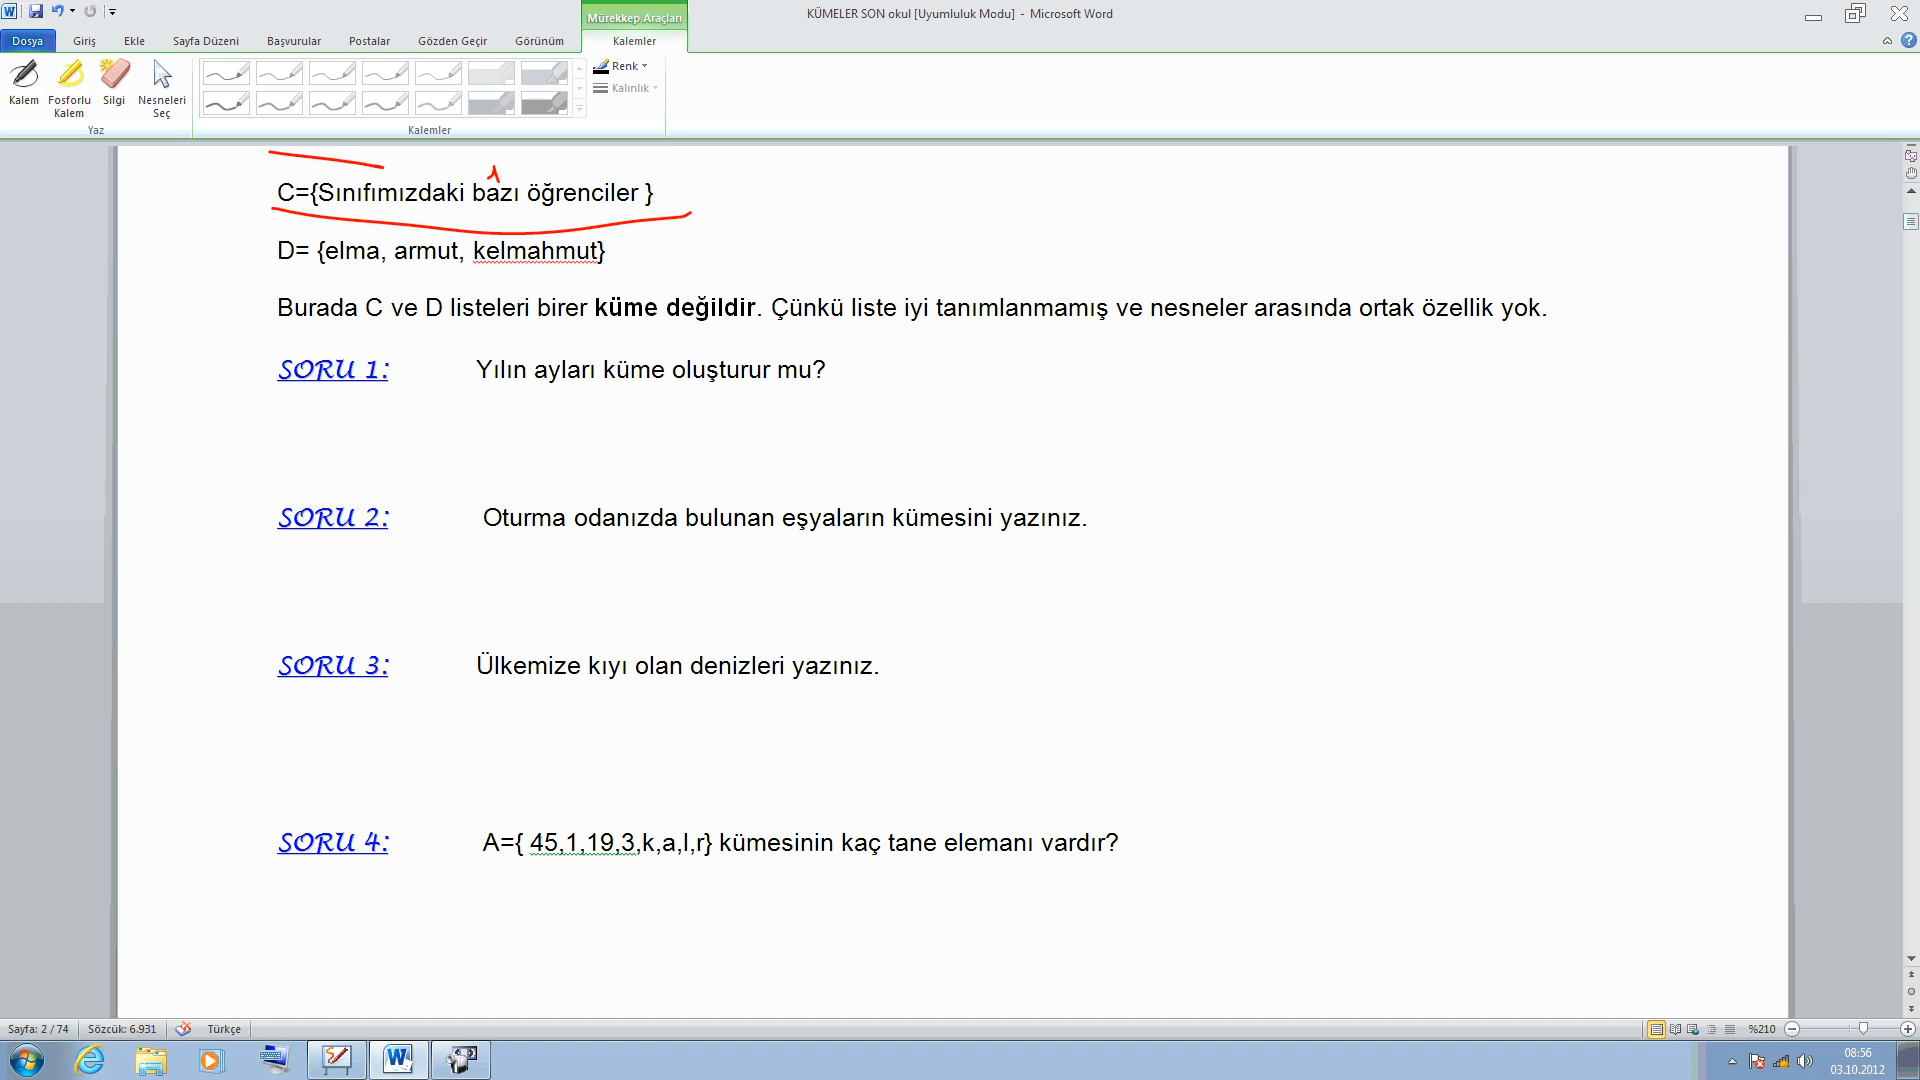 Mürekkep Araçları
KÜMELER SON okul [Uyumluluk Modu] - Microsoft Word
Dosya Giriş Ekle Sayfa Düzeni Başvurular Postalar Gözden Geçir Görünüm Kalemler
Kalem Fosforlu Kalem Silgi Nesneleri Seç
Renk
Kalınlık
Yaz Kalemler
C={Sınıfımızdaki bazı öğrenciler }
D= {elma, armut, kelmahmut}
Burada C ve D listeleri birer küme değildir. Çünkü liste iyi tanımlanmamış ve nesneler arasında ortak özellik yok.
SORU 1: Yılın ayları küme oluşturur mu?
SORU 2: Oturma odanızda bulunan eşyaların kümesini yazınız.
SORU 3: Ülkemize kıyı olan denizleri yazınız.
SORU 4: A={ 45,1,19,3,k,a,l,r} kümesinin kaç tane elemanı vardır?
Sayfa: 2 / 74 Sözcük: 6.931 Türkçe %210
08:56
03.10.2012